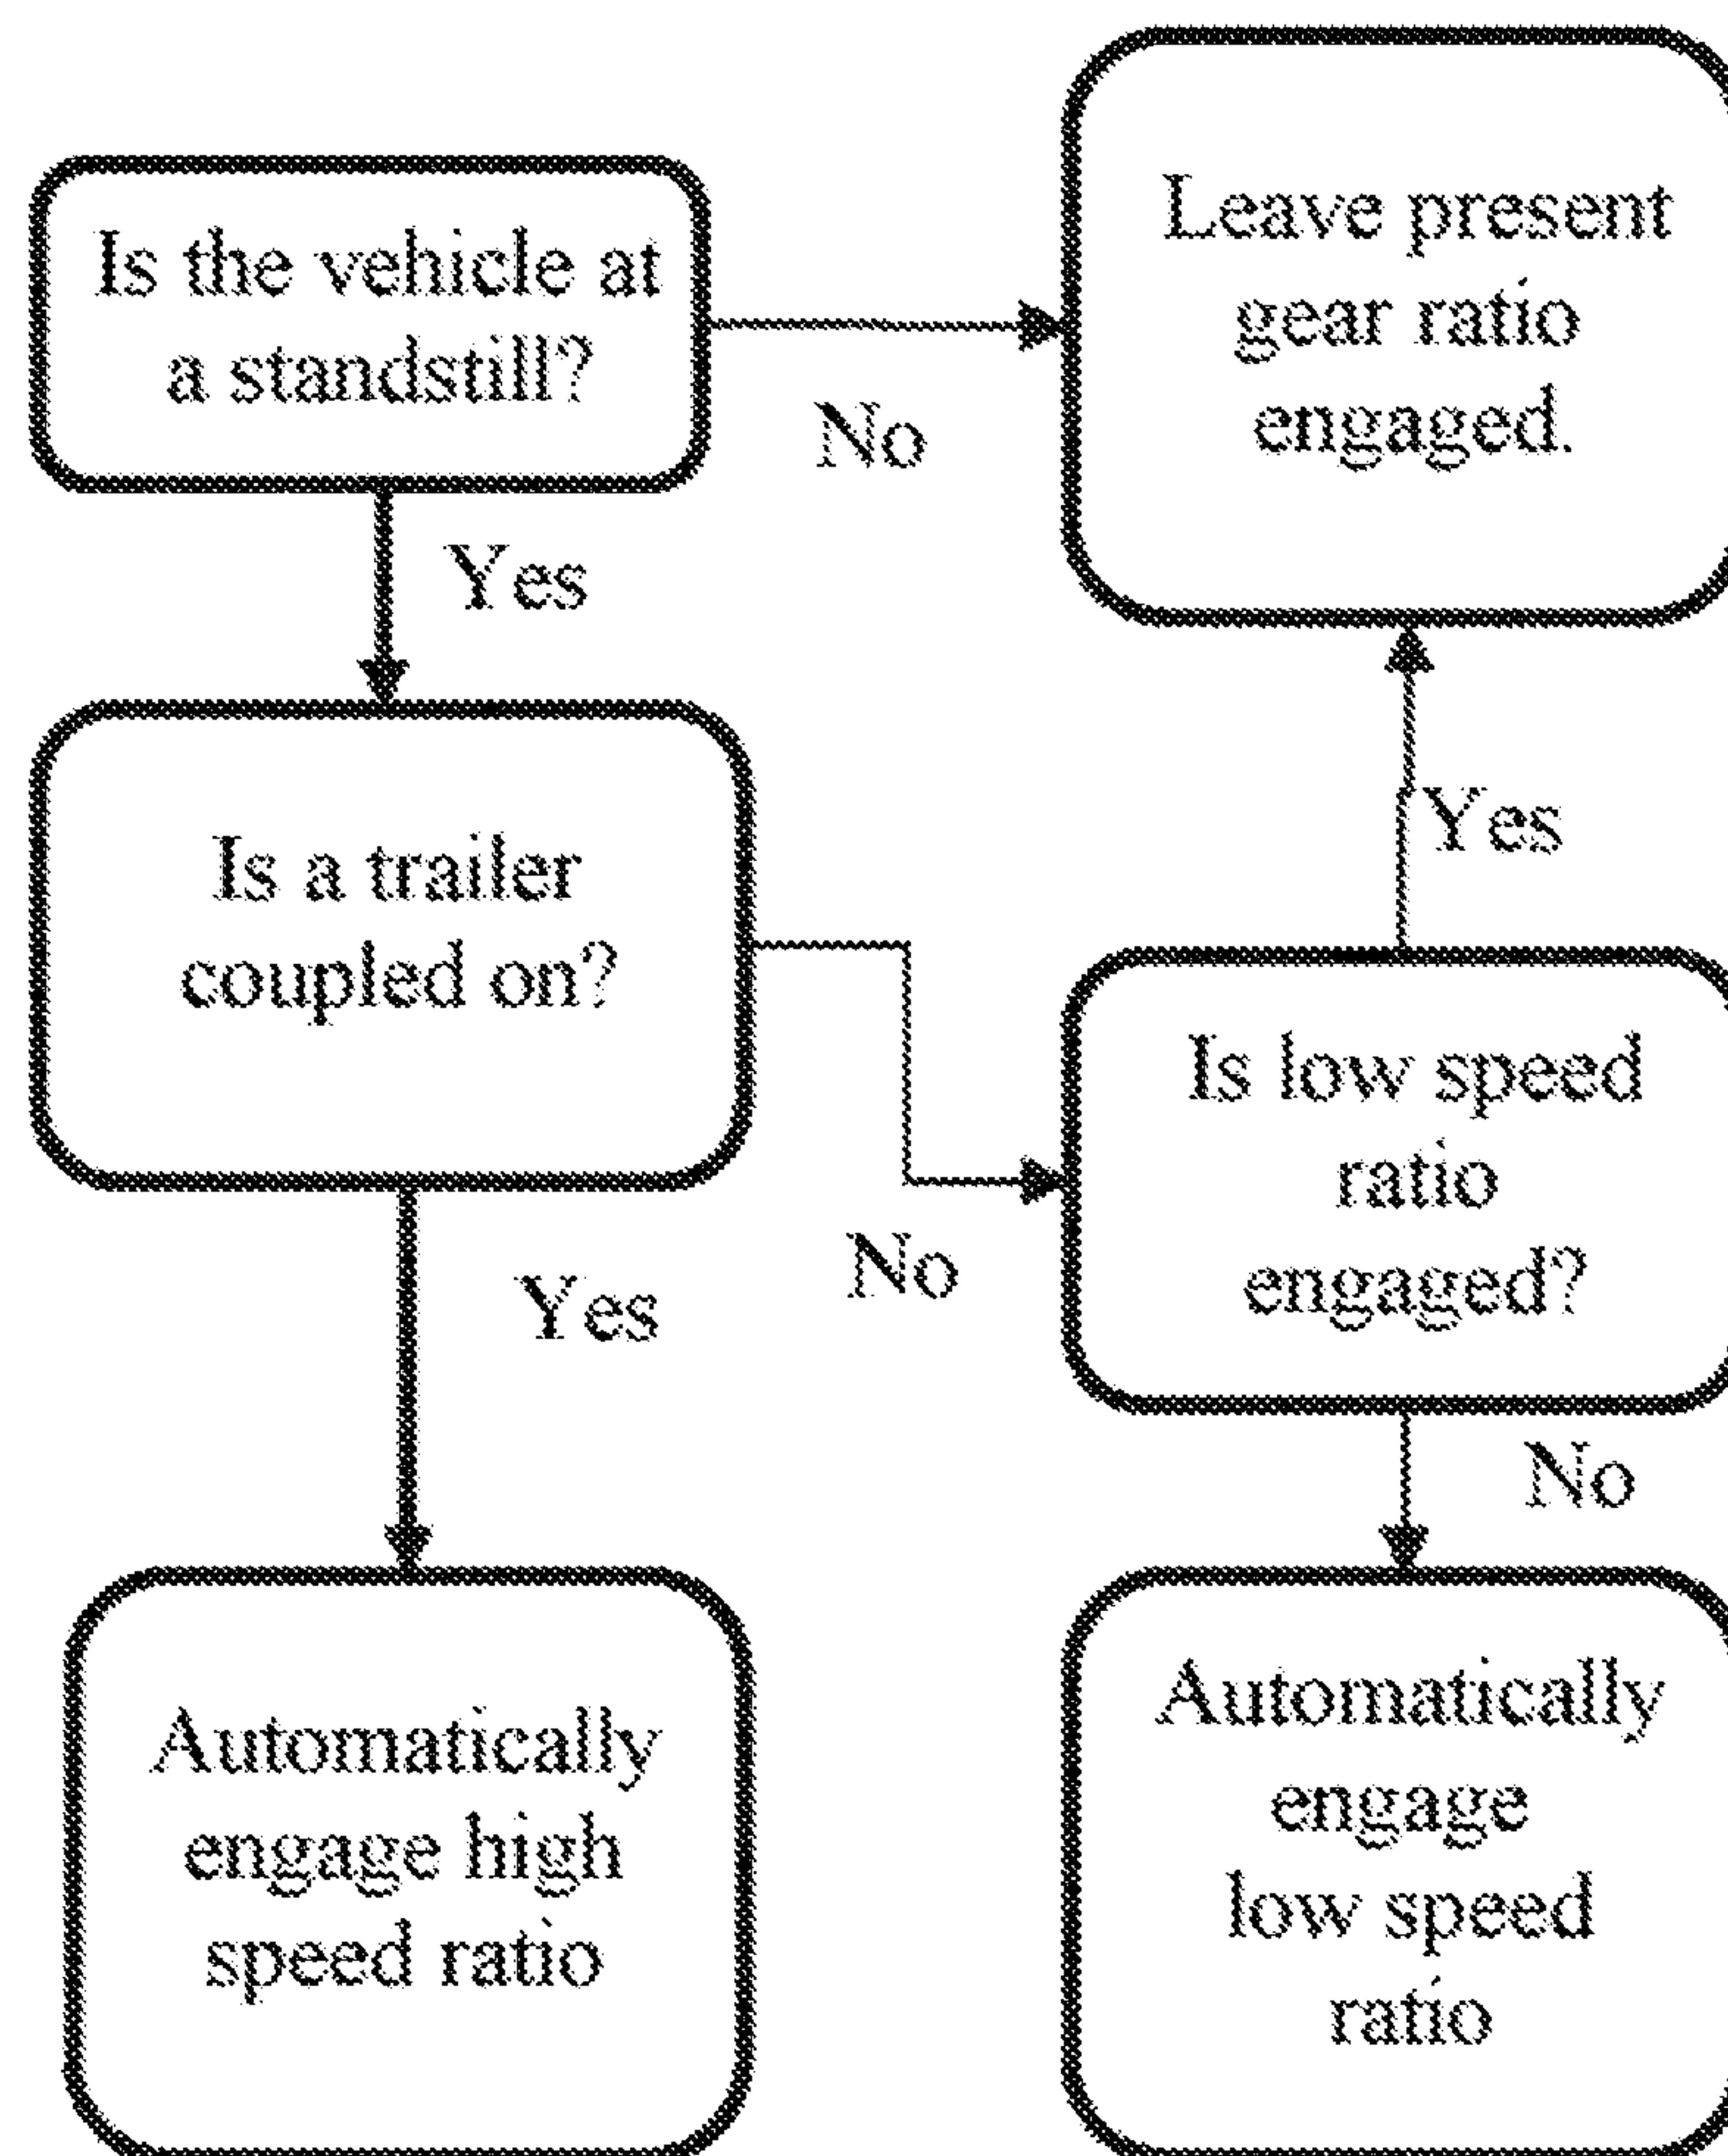 Is the vehicle at
a standstill?
No
Leave present
gear ratio
engaged.
Yes
Is a trailer
coupled on?
Yes
No
Is low speed
ratio
engaged?
Yes
No
Automatically
engage high
speed ratio
Automatically
engage
low speed
ratio